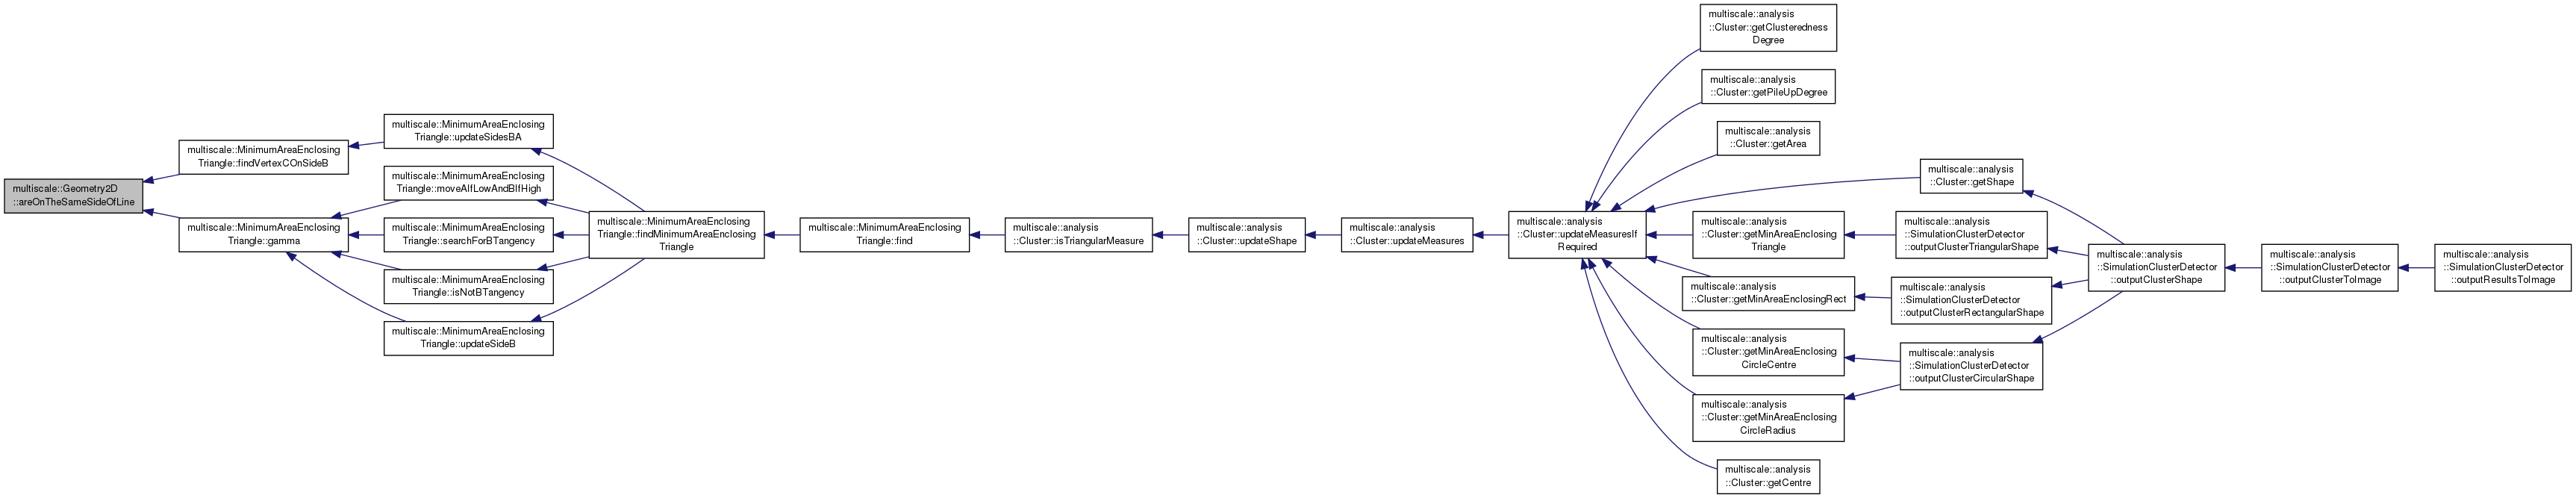 multiscale::Geometry2D
::areOnTheSameSideOfLine
multiscale::MinimumAreaEnclosing
Triangle::findVertexCOnSideB
multiscale::MinimumAreaEnclosing
Triangle::gamma
multiscale::MinimumAreaEnclosing
Triangle::updateSidesBA
multiscale::MinimumAreaEnclosing
Triangle::moveAIfLowAndBIfHigh
multiscale::MinimumAreaEnclosing
Triangle::searchForBTangency
multiscale::MinimumAreaEnclosing
Triangle::isNotBTangency
multiscale::MinimumAreaEnclosing
Triangle::updateSideB
multiscale::MinimumAreaEnclosing
Triangle::findMinimumAreaEnclosing
Triangle
multiscale::MinimumAreaEnclosing
Triangle::find
multiscale::analysis
::Cluster::isTriangularMeasure
multiscale::analysis
::Cluster::updateShape
multiscale::analysis
::Cluster::updateMeasures
multiscale::analysis
::Cluster::updateMeasuresIf
Required
multiscale::analysis
::Cluster::getClusteredness
Degree
multiscale::analysis
::Cluster::getPileUpDegree
multiscale::analysis
::Cluster::getArea
multiscale::analysis
::Cluster::getShape
multiscale::analysis
::Cluster::getMinAreaEnclosing
Triangle
multiscale::analysis
::Cluster::getMinAreaEnclosingRect
multiscale::analysis
::Cluster::getMinAreaEnclosing
CircleCentre
multiscale::analysis
::Cluster::getMinAreaEnclosing
CircleRadius
multiscale::analysis
::Cluster::getCentre
multiscale::analysis
::SimulationClusterDetector
::outputClusterTriangularShape
multiscale::analysis
::SimulationClusterDetector
::outputClusterRectangularShape
multiscale::analysis
::SimulationClusterDetector
::outputClusterCircularShape
multiscale::analysis
::SimulationClusterDetector
::outputClusterShape
multiscale::analysis
::SimulationClusterDetector
::outputClusterToImage
multiscale::analysis
::SimulationClusterDetector
::outputResultsToImage